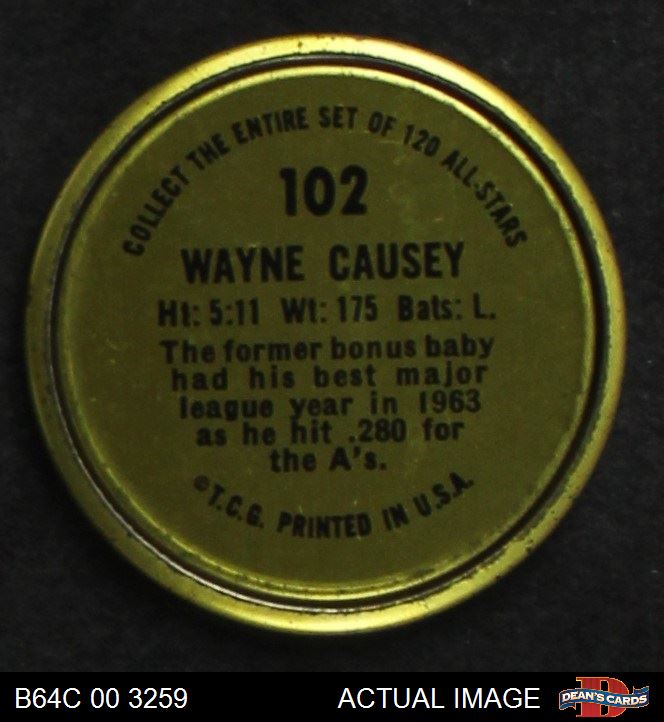 COLLECT THE ENTIRE SET OF 120 ALL-STARS
102
WAYNE CAUSEY
Ht: 5:11 Wt: 175 Bats: L.
The former bonus baby
had his best major
league year in 1963
as he hit .280 for
the A's.
©T.C.G. PRINTED IN U.S.A.
B64C 00 3259 ACTUAL IMAGE D DEAN'S CARDS